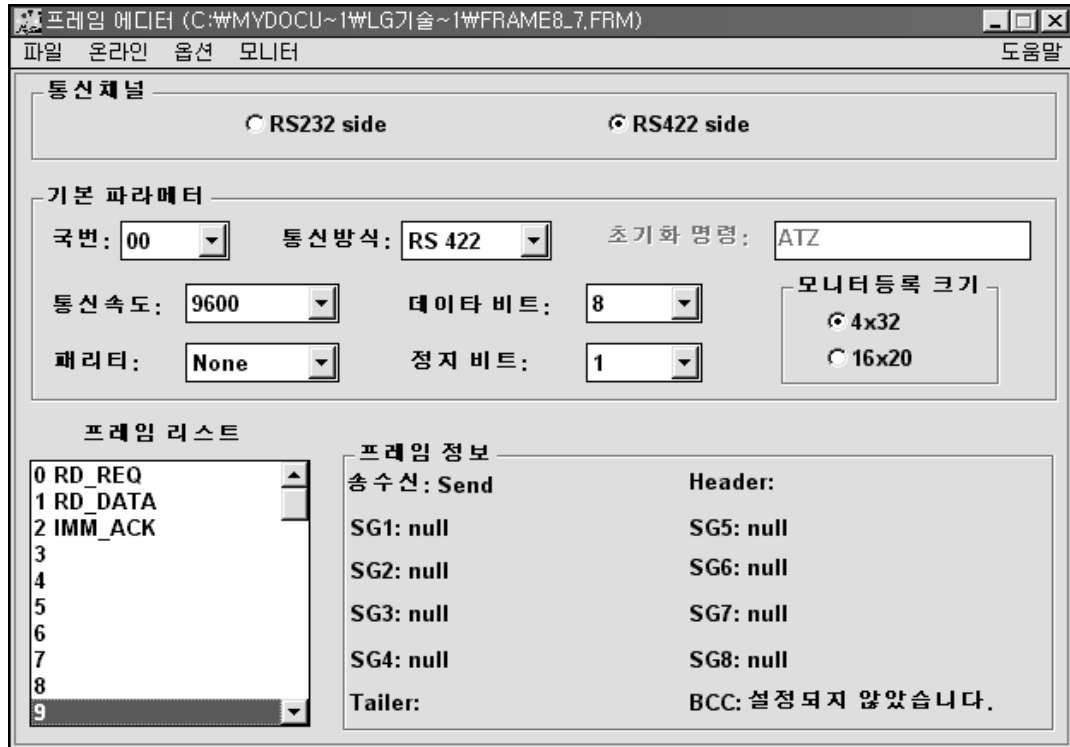 프레임 에디터 (C:₩MYDOCU~1₩LG기술~1₩FRAME8_7,FRM)
파일 온라인 옵션 모니터 도움말
통신채널
RS232 side RS422 side
기본 파라메터
국번: 00 통신방식: RS 422 초기화 명령: ATZ
통신속도: 9600 데이타 비트: 8
모니터등록 크기
4x32
패리티: None 정지 비트: 1
16x20
프레임 리스트
0 RD_REQ
1 RD_DATA
2 IMM_ACK
3
4
5
6
7
8
9
프레임 정보
송수신: Send Header:
SG1: null SG5: null
SG2: null SG6: null
SG3: null SG7: null
SG4: null SG8: null
Tailer: BCC: 설정되지 않았습니다.